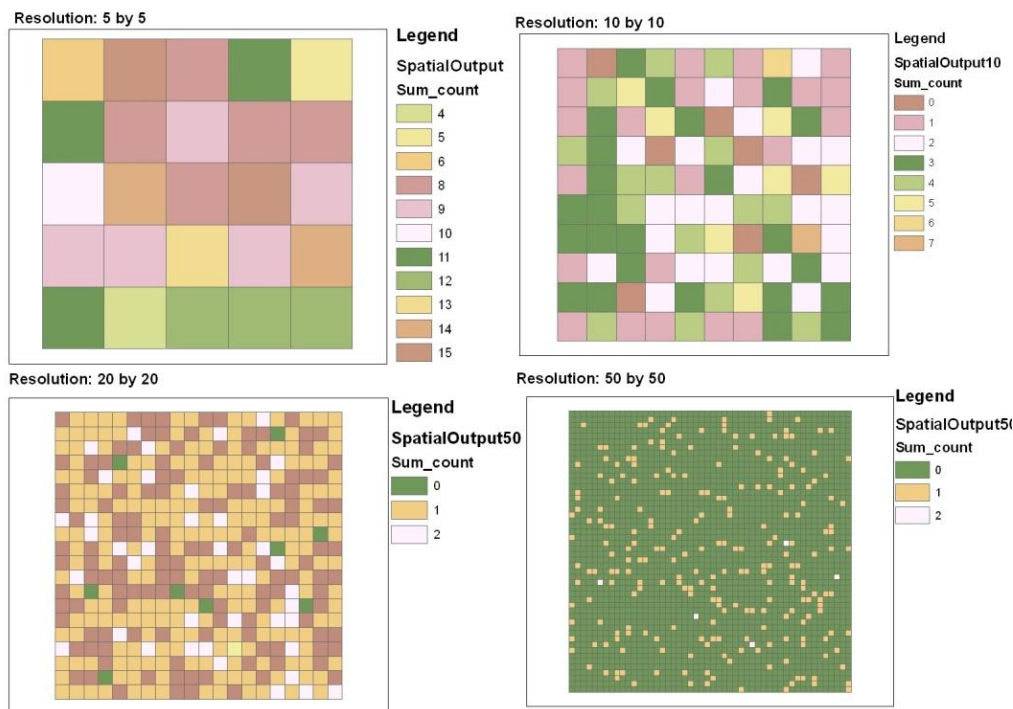 Resolution: 5 by 5
Legend
SpatialOutput
Sum_count
4
5
6
8
9
10
11
12
13
14
15
Resolution: 10 by 10
Legend
SpatialOutput10
Sum_count
0
1
2
3
4
5
6
7
Resolution: 20 by 20
Legend
SpatialOutput50
Sum_count
0
1
2
Resolution: 50 by 50
Legend
SpatialOutput50
Sum_count
0
1
2